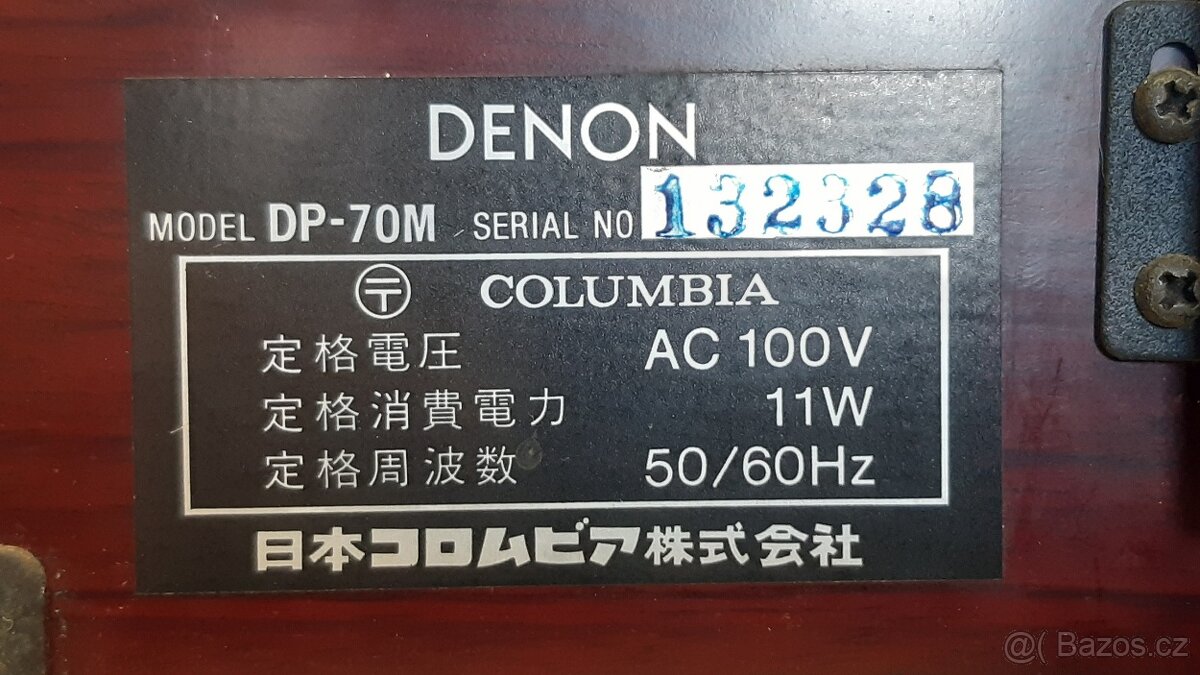 DENON
MODEL DP-70M SERIAL NO 132328
〒 COLUMBIA
定格電圧 AC 100V
定格消費電力 11W
定格周波数 50/60Hz
日本コロムビア株式会社
@( Bazos.cz